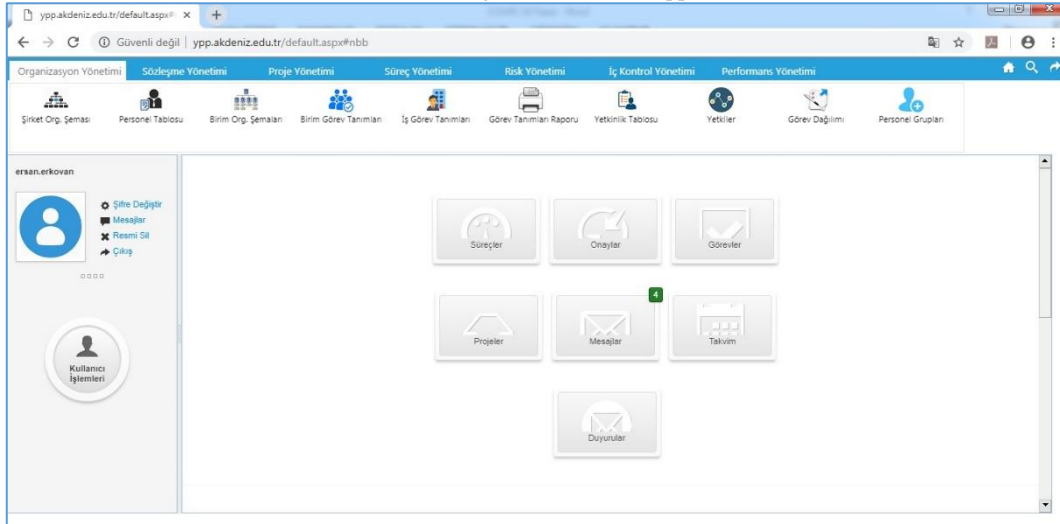 ypp.akdeniz.edu.tr/default.aspx#
Güvenli değil | ypp.akdeniz.edu.tr/default.aspx#nbb
Organizasyon Yönetimi Sözleşme Yönetimi Proje Yönetimi Süreç Yönetimi Risk Yönetimi İç Kontrol Yönetimi Performans Yönetimi
Şirket Org. Şeması Personel Tablosu Birim Org. Şemaları Birim Görev Tanımları İş Görev Tanımları Görev Tanımları Raporu Yetkinlik Tablosu Yetkiler Görev Dağılımı Personel Grupları
ersan.erkovan
Şifre Değiştir
Mesajlar
Resmi Sil
Çıkış
Kullanıcı
İşlemleri
Süreçler Onaylar Görevler
4
Projeler Mesajlar Takvim
Duyurular